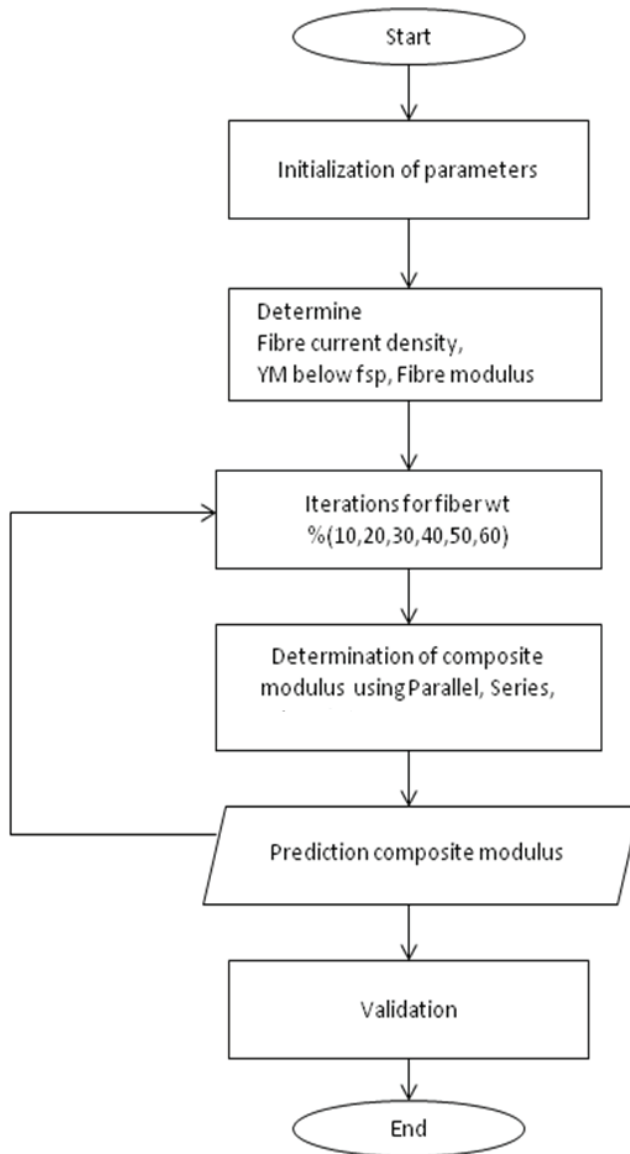 Start
Initialization of parameters
Determine
Fibre current density,
YM below fsp, Fibre modulus
Iterations for fiber wt
%(10,20,30,40,50,60)
Determination of composite
modulus using Parallel, Series,
Prediction composite modulus
Validation
End